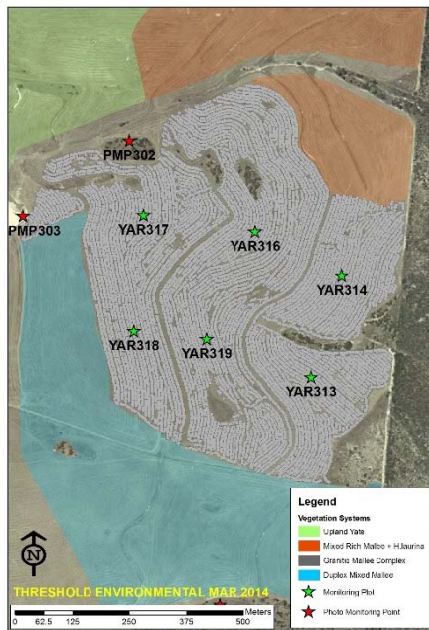 PMP302
PMP303
YAR317
YAR316
YAR314
YAR318
YAR319
YAR313
Legend
Vegetation Systems
Upland Yate
Mixed Rich Mallee + H.laurina
Granitic Mallee Complex
Duplex Mixed Mallee
Monitoring Plot
Photo Monitoring Point
N
THRESHOLD ENVIRONMENTAL MAR 2014
Meters
0 62.5 125 250 375 500